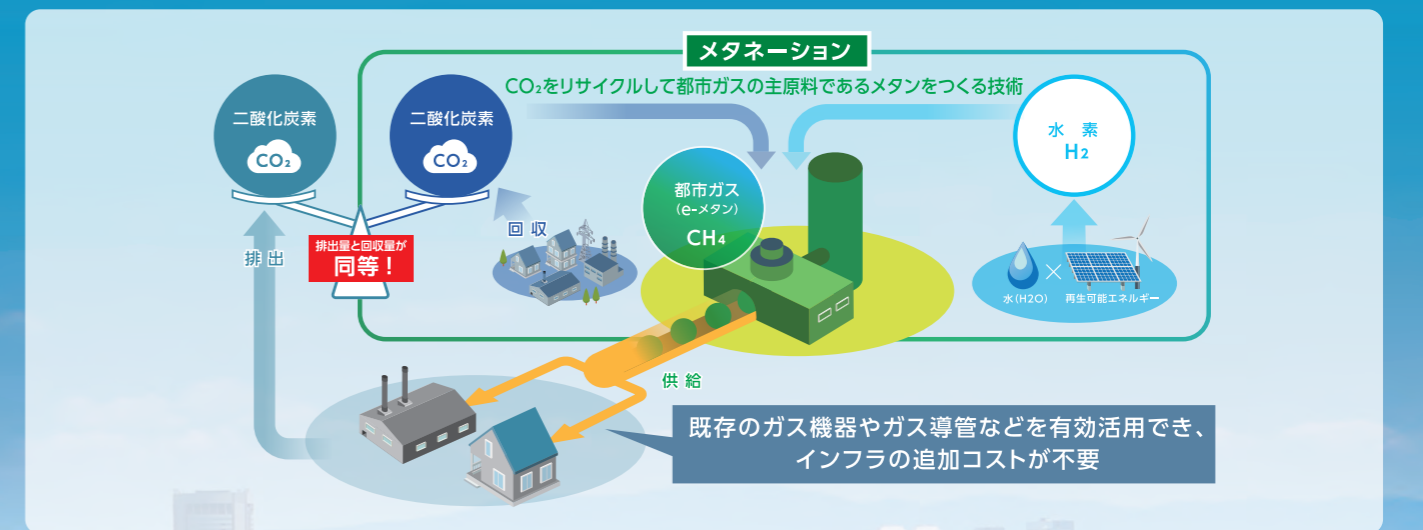 メタネーション
CO₂をリサイクルして都市ガスの主原料であるメタンをつくる技術
二酸化炭素
CO₂
二酸化炭素
CO₂
水 素
H2
都市ガス
(e-メタン)
CH4
回 収
排出量と回収量が
同等!
排 出
水(H2O)
×
再生可能エネルギー
供 給
既存のガス機器やガス導管などを有効活用でき、
インフラの追加コストが不要